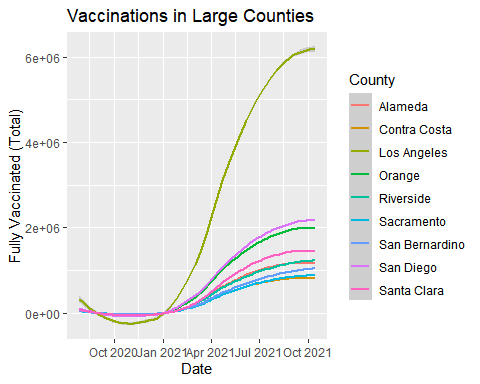 Vaccinations in Large Counties
Fully Vaccinated (Total)
6e+06
4e+06
2e+06
0e+00
Oct 2020 Jan 2021 Apr 2021 Jul 2021 Oct 2021
Date
County
Alameda
Contra Costa
Los Angeles
Orange
Riverside
Sacramento
San Bernardino
San Diego
Santa Clara